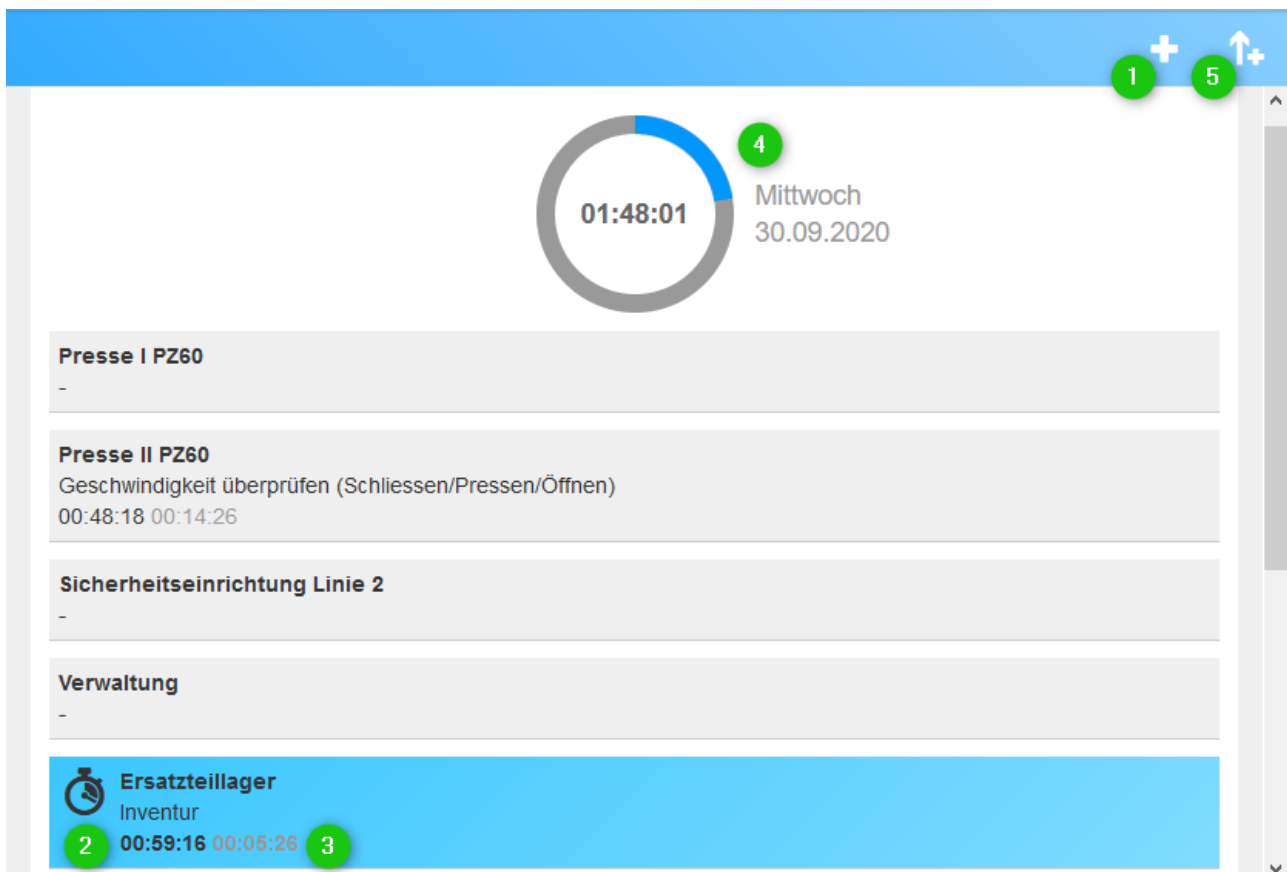 1
5
4
01:48:01
Mittwoch
30.09.2020
Presse I PZ60
-
Presse II PZ60
Geschwindigkeit überprüfen (Schliessen/Pressen/Öffnen)
00:48:18 00:14:26
Sicherheitseinrichtung Linie 2
-
Verwaltung
-
Ersatzteillager
Inventur
2 00:59:16 00:05:26 3